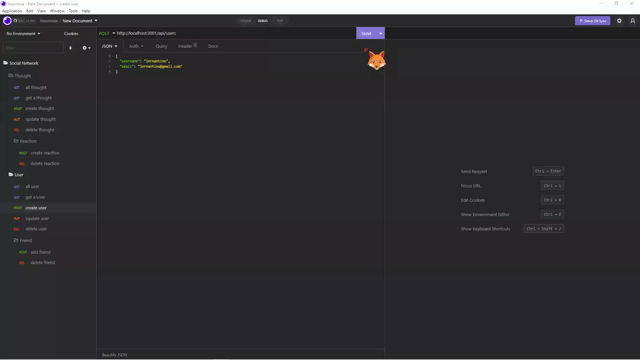 Insomnia - New Document - create user
Application Edit View Window Tools Help
Insomnia / New Document
DESIGN DEBUG TEST
Setup Git Sync
No Environment
Cookies
POST http://localhost:3001/api/users
Send
JSON Auth Query Header Docs
Filter
1 {
2 "username": "lernantino",
3 "email": "lernantino@gmail.com"
4 }
Social Network
Thought
GET all thought
GET get a thought
POST create thought
PUT update thought
DEL delete thought
Reaction
POST create reaction
DEL delete reaction
User
GET all user
GET get a User
POST create user
PUT Update user
DEL delete user
Friend
POST add friend
DEL delete friend
Send Request Ctrl + Enter
Focus URL Ctrl + L
Edit Cookies Ctrl + K
Show Environment Editor Ctrl + E
Show Keyboard Shortcuts Ctrl + Shift + /
Beautify JSON